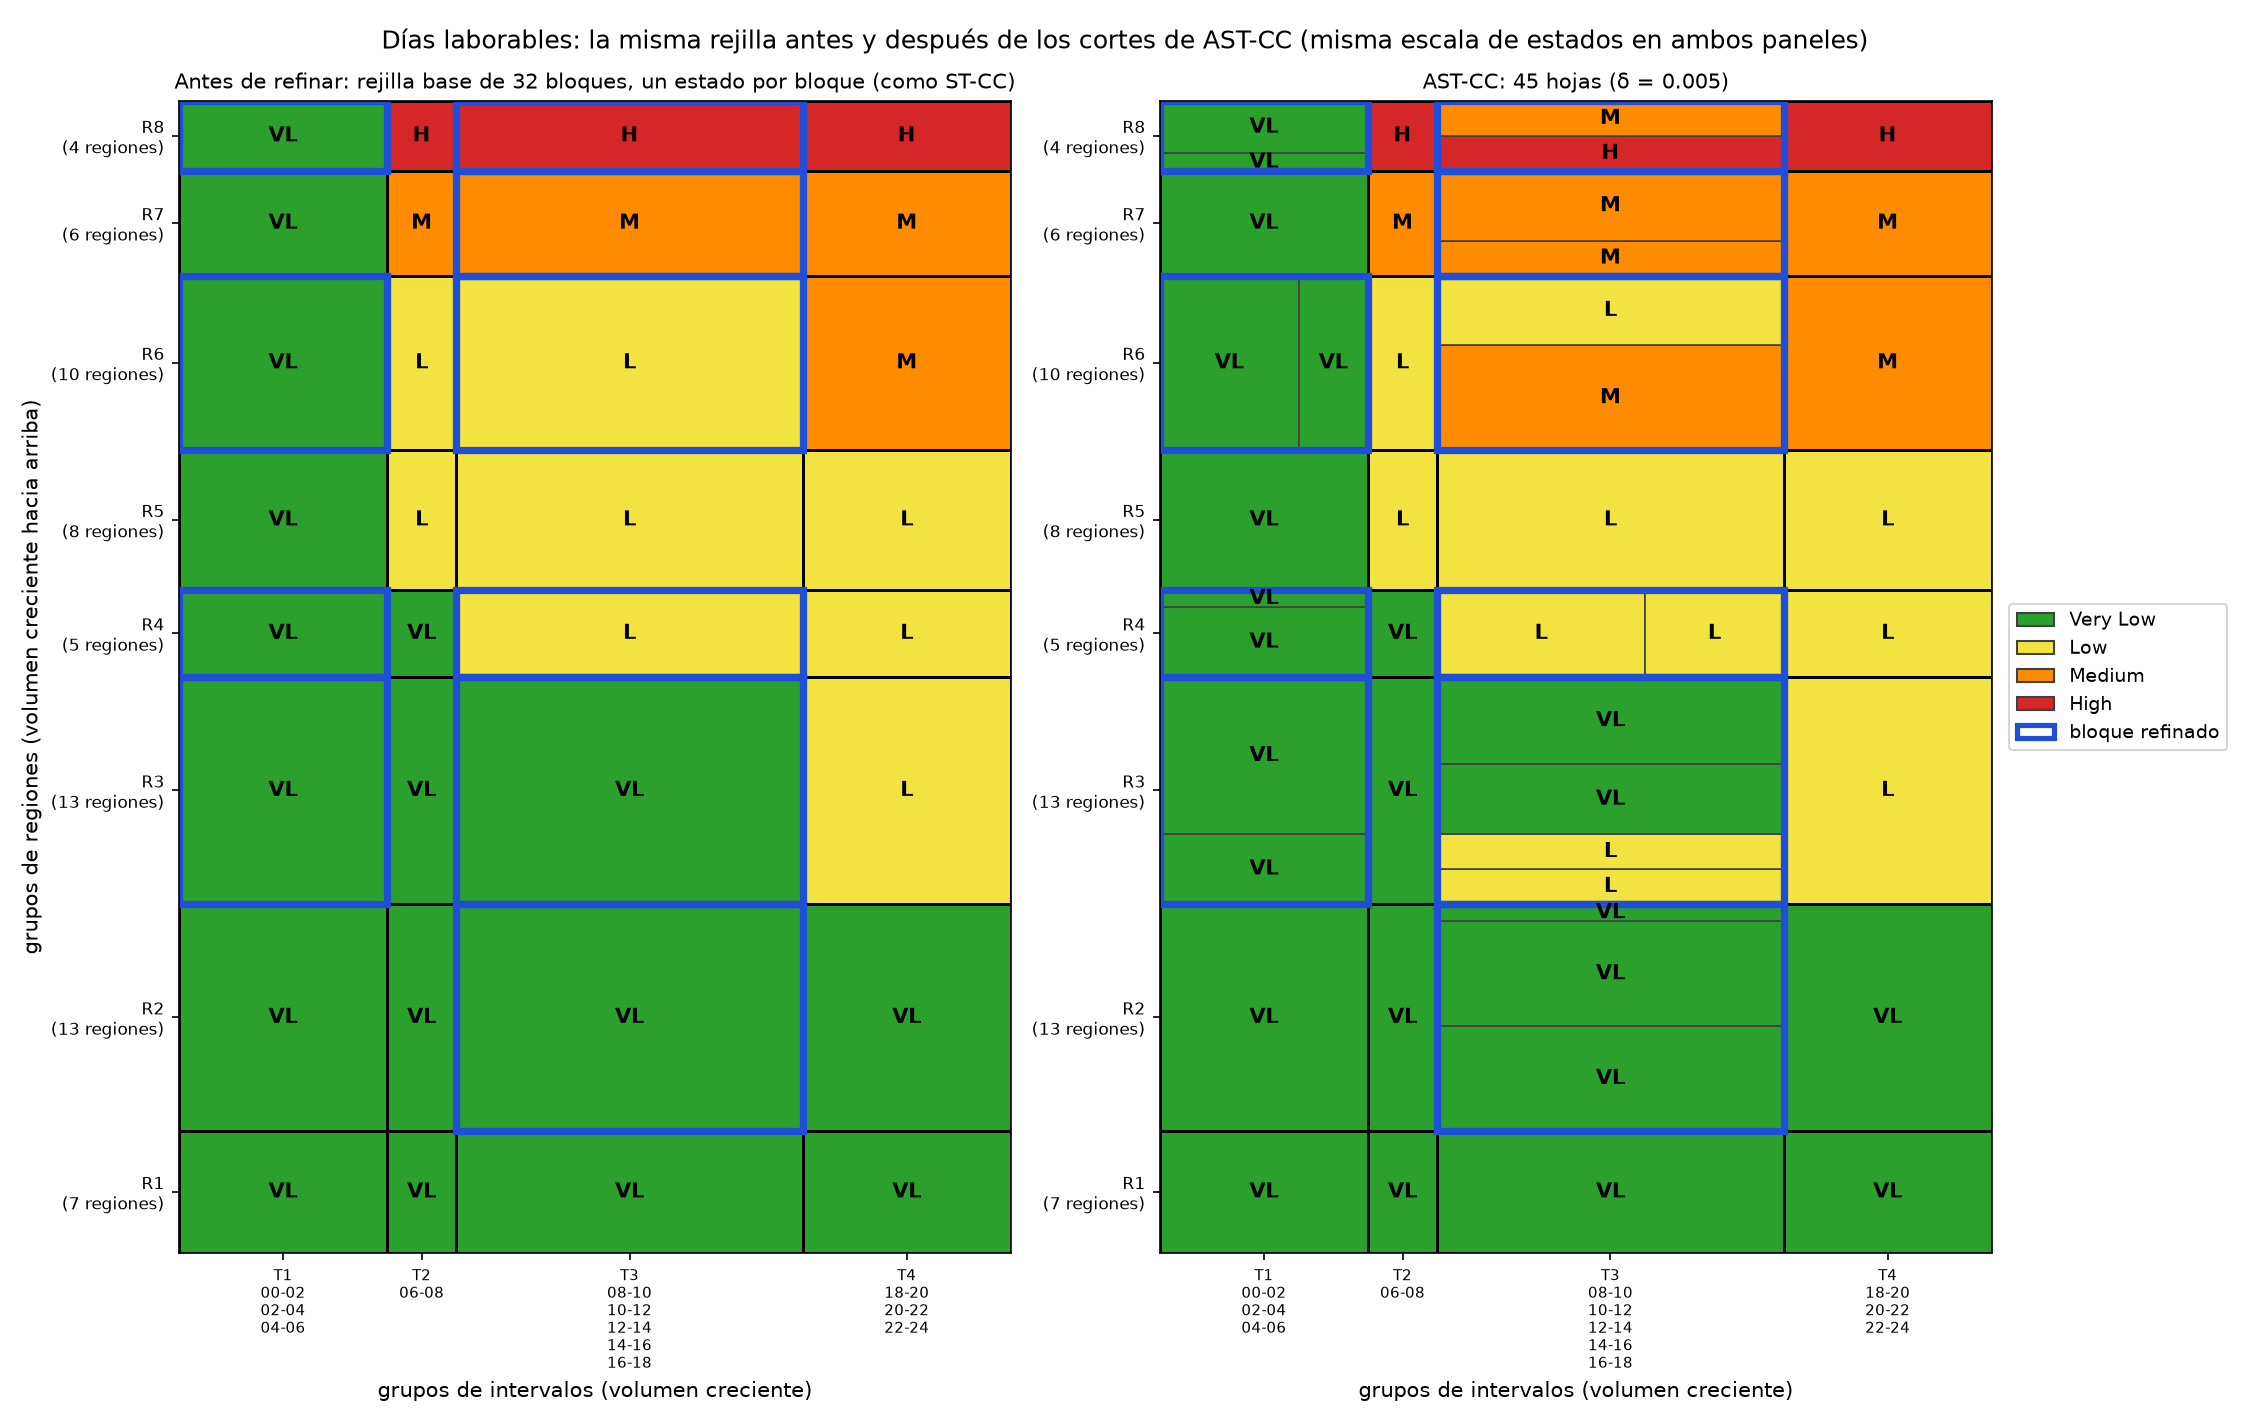 Días laborables: la misma rejilla antes y después de los cortes de AST-CC (misma escala de estados en ambos paneles)
Antes de refinar: rejilla base de 32 bloques, un estado por bloque (como ST-CC)
grupos de regiones (volumen creciente hacia arriba)
R8
(4 regiones)
VL H H H
R7
(6 regiones)
VL M M M
R6
(10 regiones)
VL L L M
R5
(8 regiones)
VL L L L
R4
(5 regiones)
VL VL L L
R3
(13 regiones)
VL VL VL L
R2
(13 regiones)
VL VL VL VL
R1
(7 regiones)
VL VL VL VL
T1
00-02
02-04
04-06
T2
06-08
T3
08-10
10-12
12-14
14-16
16-18
T4
18-20
20-22
22-24
grupos de intervalos (volumen creciente)
AST-CC: 45 hojas (δ = 0.005)
R8
(4 regiones)
VL
VL
H
M
H
H
R7
(6 regiones)
VL
M
M
M
M
R6
(10 regiones)
VL VL
L
L
M
M
R5
(8 regiones)
VL L L L
R4
(5 regiones)
VL
VL
VL
L L
L
R3
(13 regiones)
VL
VL
VL
VL
VL
L
L
L
R2
(13 regiones)
VL
VL
VL
VL
VL
VL
R1
(7 regiones)
VL VL VL VL
T1
00-02
02-04
04-06
T2
06-08
T3
08-10
10-12
12-14
14-16
16-18
T4
18-20
20-22
22-24
grupos de intervalos (volumen creciente)
Very Low
Low
Medium
High
bloque refinado